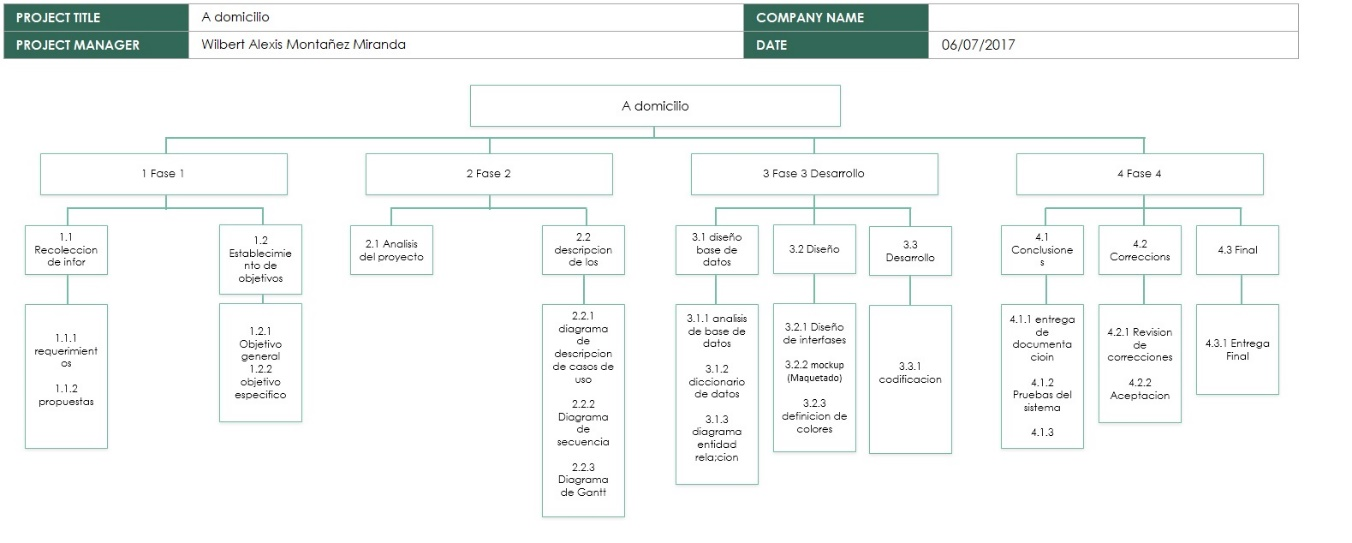 PROJECT TITLE
A domicilio
COMPANY NAME
PROJECT MANAGER
Wilbert Alexis Montañez Miranda
DATE
06/07/2017
A domicilio
1 Fase 1
2 Fase 2
3 Fase 3 Desarrollo
4 Fase 4
1.1
Recoleccion
de infor
1.2
Establecimie
nto de
objetivos
2.1 Analisis
del proyecto
2.2
descripcion
de los
3.1 diseño
base de
datos
3.2 Diseño
3.3
Desarrollo
4.1
Conclusione
s
4.2
Correccions
4.3 Final
1.1.1
requerimient
os
1.1.2
propuestas
1.2.1
Objetivo
general
1.2.2
objetivo
especifico
2.2.1
diagrama
de
descripcion
de casos de
uso
2.2.2
Diagrama
de
secuencia
2.2.3
Diagrama
de Gantt
3.1.1 analisis
de base de
datos
3.1.2
diccionario
de datos
3.1.3
diagrama
entidad
rela;cion
3.2.1 Diseño
de interfases
3.2.2 mockup
(Maquetado)
3.2.3
definicion de
colores
3.3.1
codificacion
4.1.1 entrega
de
documenta
cioin
4.1.2
Pruebas del
sistema
4.1.3
4.2.1 Revision
de
correcciones
4.2.2
Aceptacion
4.3.1 Entrega
Final